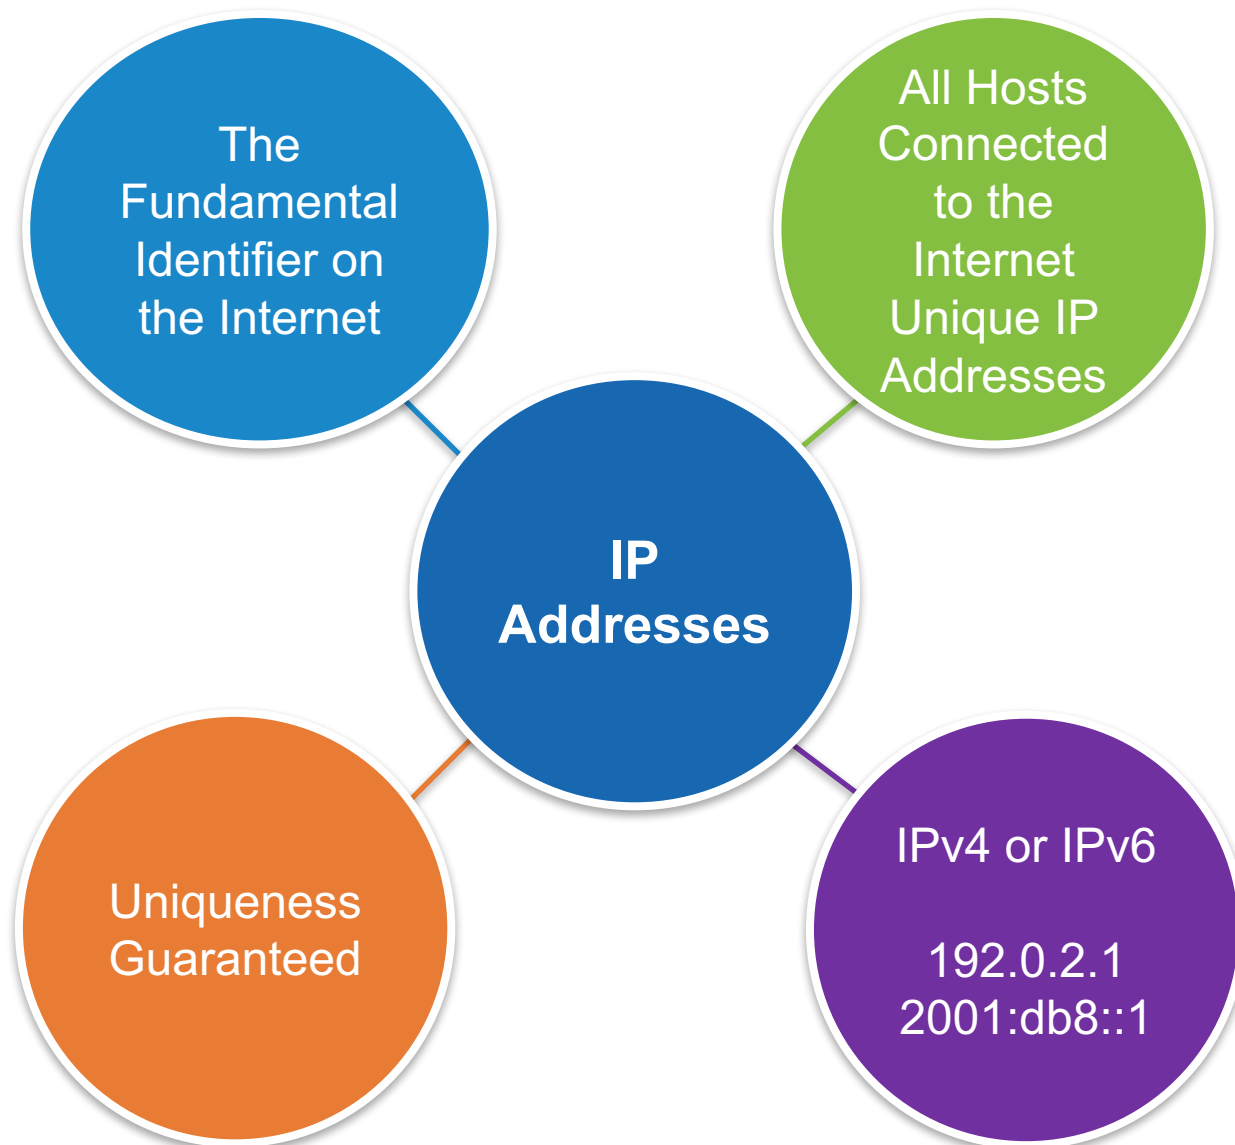 The
Fundamental
Identifier on
the Internet
All Hosts
Connected
to the
Internet
Unique IP
Addresses
IP
Addresses
Uniqueness
Guaranteed
IPv4 or IPv6
192.0.2.1
2001:db8::1